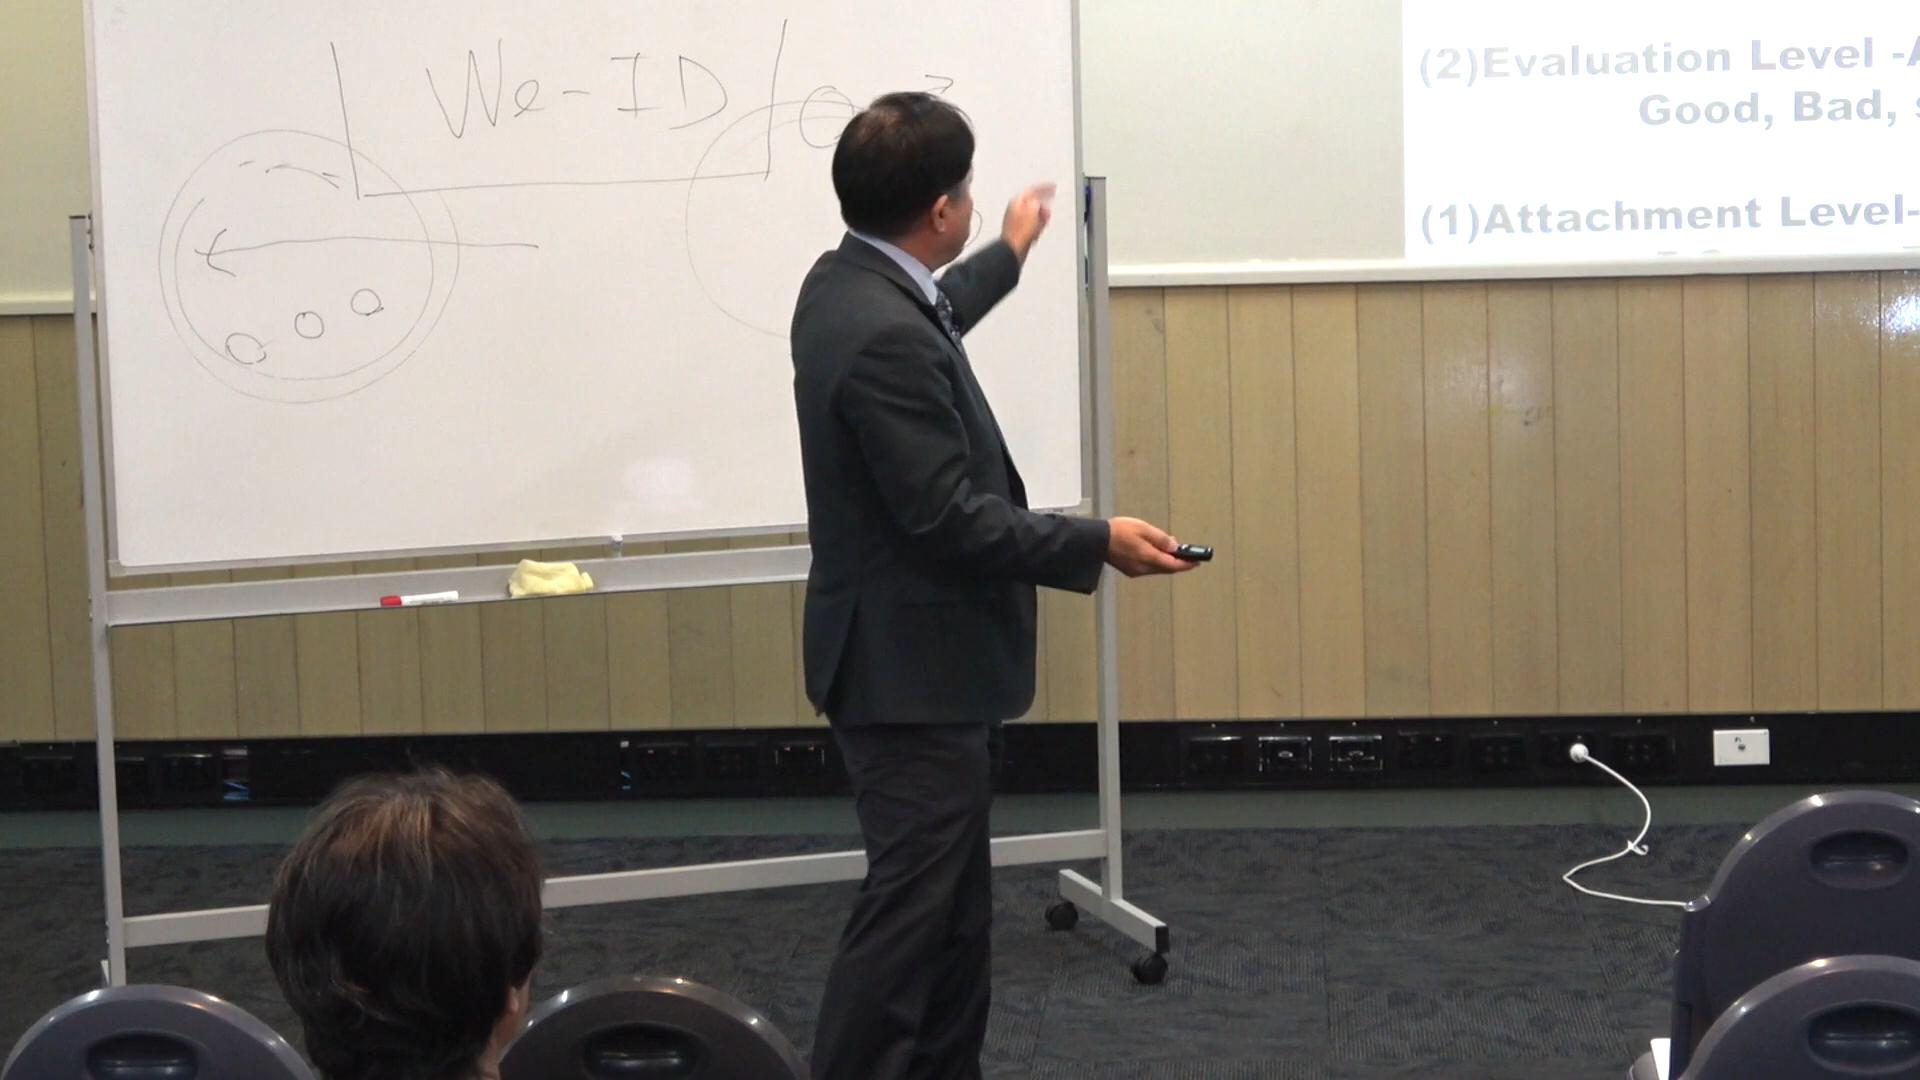 We-ID
(2)Evaluation Level -
Good, Bad,
(1)Attachment Level-